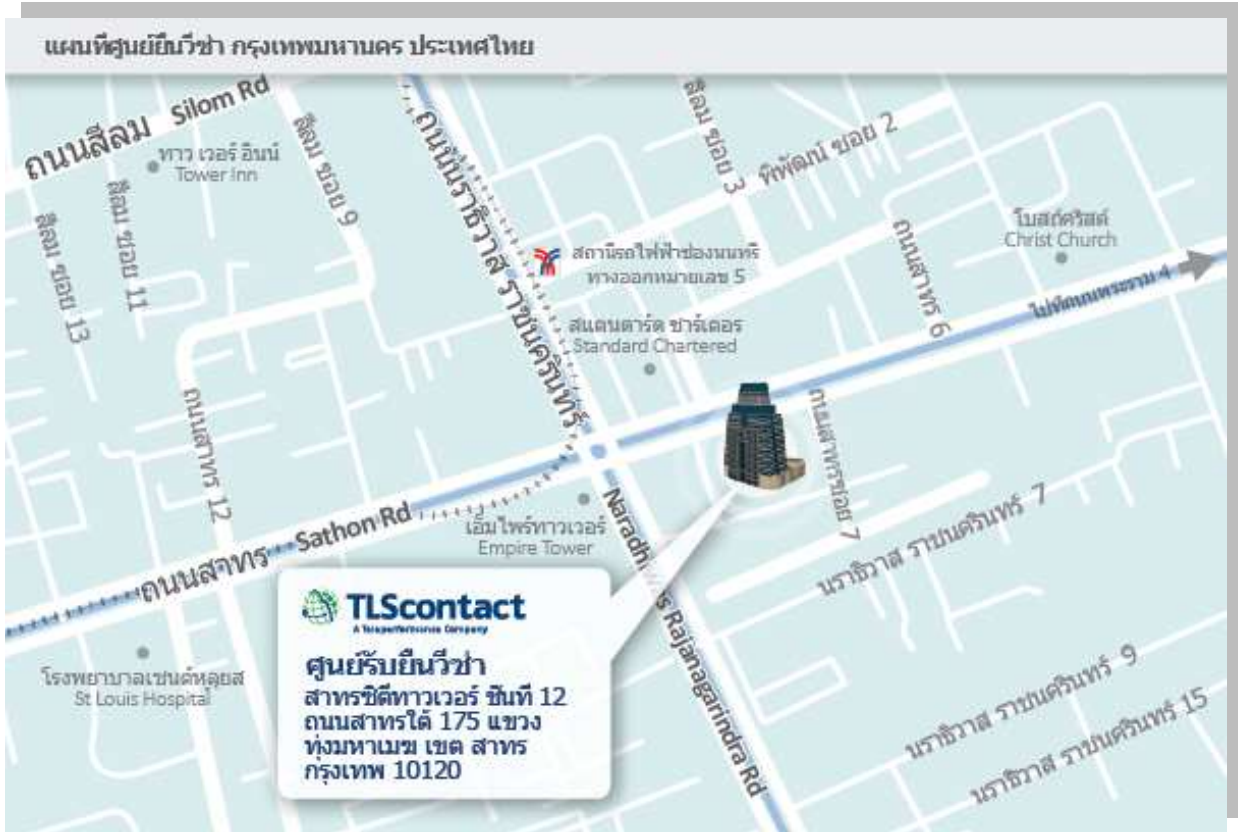 แผนที่ศูนย์ยื่นวีซ่า กรุงเทพมหานคร ประเทศไทย
ถนนสีลม Silom Rd
ทาว เวอร์ อินน์
Tower Inn
สีลม ซอย 9
สีลม ซอย 11
สีลม ซอย 13
ถนนนราธิวาส ราชนครินทร์
สีลม ซอย 3
พิพัฒน์ ซอย 2
สถานีรถไฟฟ้าช่องนนทรี
ทางออกหมายเลข 5
โบสถ์คริสต์
Christ Church
ถนนสาทร 6
ไปที่ถนนพระราม 4
สแตนดาร์ด ชาร์เตอร์
Standard Chartered
ถนนสาทร 12
ถนนสาทรซอย 7
ถนนสาทร Sathon Rd
เอ็มไพร์ทาวเวอร์
Empire Tower
Naradhiwas Rajanagarindra Rd
นราธิวาส ราชนครินทร์ 7
นราธิวาส ราชนครินทร์ 9
นราธิวาส ราชนครินทร์ 15
โรงพยาบาลเซนต์หลุยส
St Louis Hospital
TLScontact
A Teleperformance Company
ศูนย์รับยื่นวีซ่า
สาทรซิตี้ทาวเวอร์ ชั้นที่ 12
ถนนสาทรใต้ 175 แขวง
ทุ่งมหาเมฆ เขต สาทร
กรุงเทพ 10120